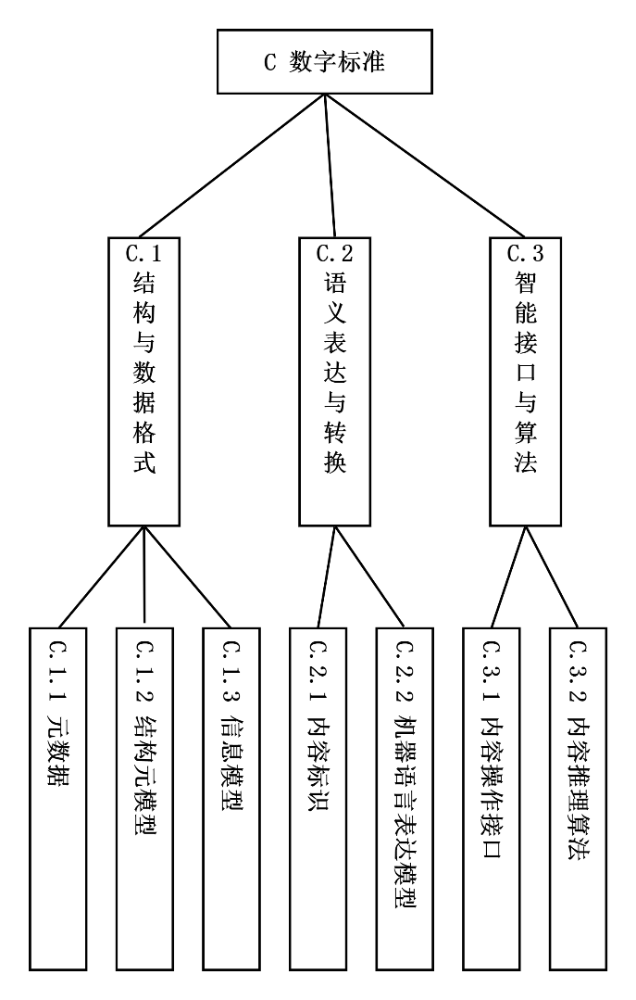 C 数字标准
C.1
结构与数据格式
C.2
语义表达与转换
C.3
智能接口与算法
C.1.1 元数据
C.1.2 结构元模型
C.1.3 信息模型
C.2.1 内容标识
C.2.2 机器语言表达模型
C.3.1 内容操作接口
C.3.2 内容推理算法